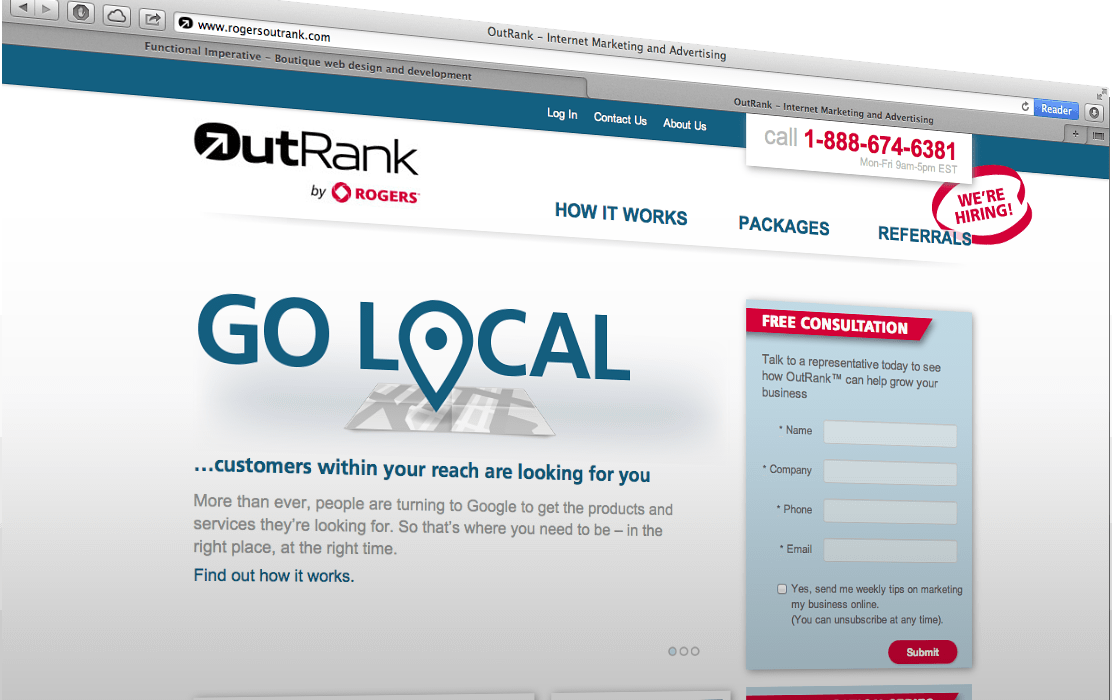 www.rogersoutrank.com
OutRank – Internet Marketing and Advertising
Reader
Functional Imperative – Boutique web design and development
OutRank – Internet Marketing and Advertising
Log In
Contact Us
About Us
call 1-888-674-6381
Mon-Fri 9am-5pm EST
OutRank
by ROGERS
HOW IT WORKS
PACKAGES
REFERRALS
WE'RE
HIRING!
GO LOCAL
...customers within your reach are looking for you
More than ever, people are turning to Google to get the products and
services they're looking for. So that's where you need to be – in the
right place, at the right time.
Find out how it works.
FREE CONSULTATION
Talk to a representative today to see
how OutRank™ can help grow your
business
* Name
* Company
* Phone
* Email
Yes, send me weekly tips on marketing
my business online.
(You can unsubscribe at any time).
Submit